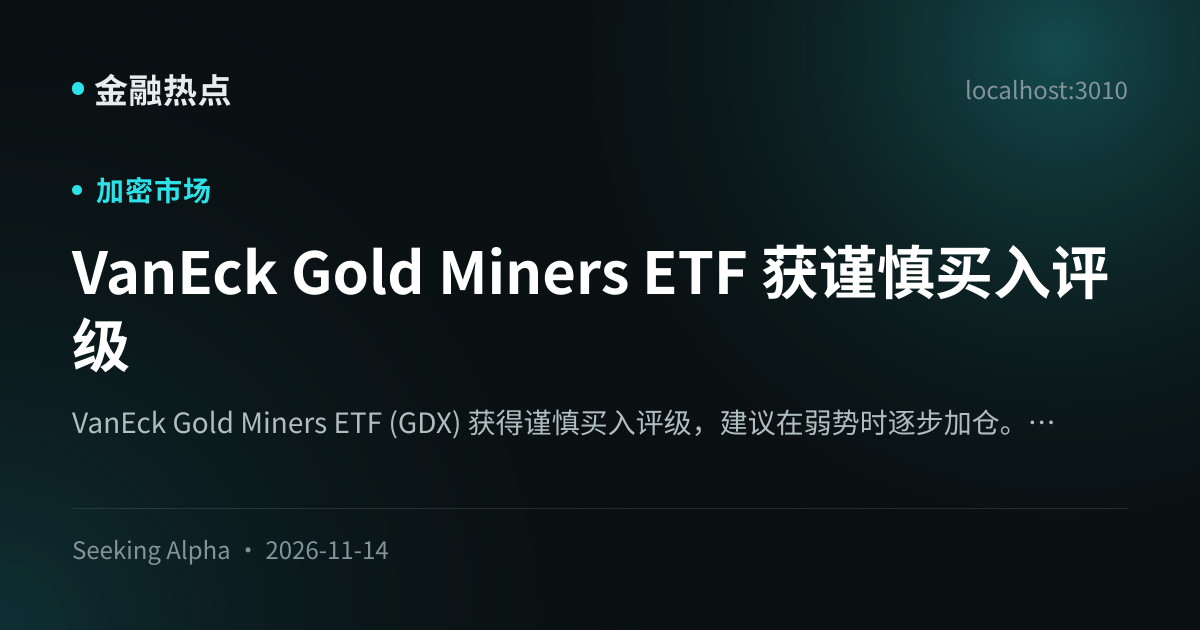 金融热点
localhost:3010
加密市场
VanEck Gold Miners ETF 获谨慎买入评
级
VanEck Gold Miners ETF (GDX) 获得谨慎买入评级，建议在弱势时逐步加仓。…
Seeking Alpha · 2026-11-14